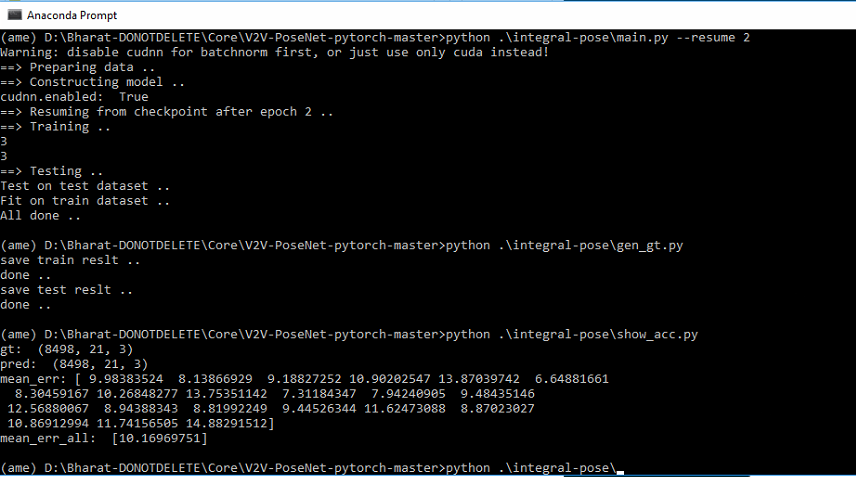 Anaconda Prompt
(ame) D:\Bharat-DONOTDELETE\Core\V2V-PoseNet-pytorch-master>python .\integral-pose\main.py --resume 2
Warning: disable cudnn for batchnorm first, or just use only cuda instead!
==> Preparing data ..
==> Constructing model ..
cudnn.enabled:  True
==> Resuming from checkpoint after epoch 2 ..
==> Training ..
3
3
==> Testing ..
Test on test dataset ..
Fit on train dataset ..
All done ..
(ame) D:\Bharat-DONOTDELETE\Core\V2V-PoseNet-pytorch-master>python .\integral-pose\gen_gt.py
save train reslt ..
done ..
save test reslt ..
done ..
(ame) D:\Bharat-DONOTDELETE\Core\V2V-PoseNet-pytorch-master>python .\integral-pose\show_acc.py
gt:  (8498, 21, 3)
pred:  (8498, 21, 3)
mean_err: [ 9.98383524  8.13866929  9.18827252 10.90202547 13.87039742  6.64881661
  8.30459167 10.26848277 13.75351142  7.31184347  7.94240905  9.48435146
 12.56880067  8.94388343  8.81992249  9.44526344 11.62473088  8.87023027
 10.86912994 11.74156505 14.88291512]
mean_err_all:  [10.16969751]
(ame) D:\Bharat-DONOTDELETE\Core\V2V-PoseNet-pytorch-master>python .\integral-pose\